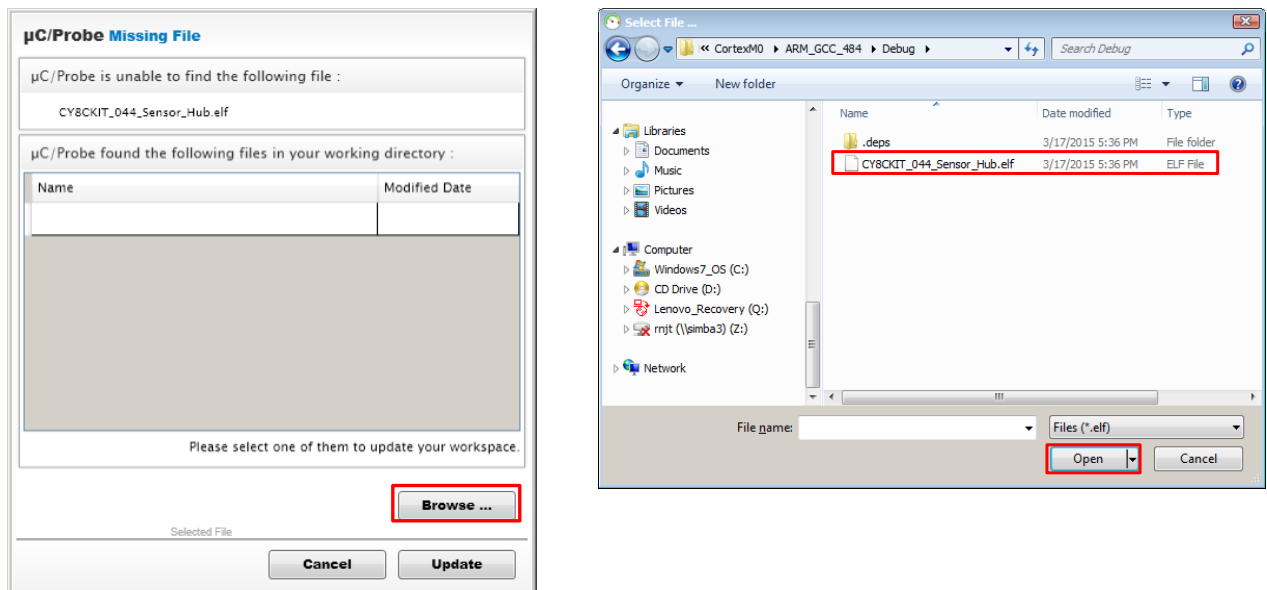 µC/Probe Missing File
µC/Probe is unable to find the following file :
CY8CKIT_044_Sensor_Hub.elf
µC/Probe found the following files in your working directory :
Name Modified Date
Please select one of them to update your workspace.
Browse ...
Selected File
Cancel Update
Select File ...
« CortexM0 ARM_GCC_484 Debug Search Debug
Organize New folder
Name Date modified Type
Libraries
Documents
Music
Pictures
Videos
Computer
Windows7_OS (C:)
CD Drive (D:)
Lenovo_Recovery (Q:)
rnjt (\\simba3) (Z:)
Network
.deps 3/17/2015 5:36 PM File folder
CY8CKIT_044_Sensor_Hub.elf 3/17/2015 5:36 PM ELF File
File name: Files (*.elf)
Open Cancel